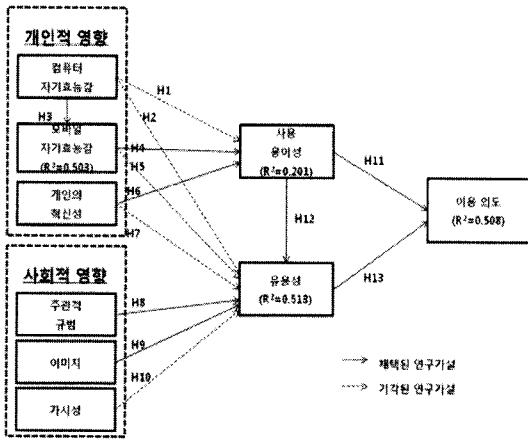 개인적 영향
컴퓨터
자기효능감
H1
H2
H3
모바일
자기효능감
(R²=0.503)
H4
H5
개인의
혁신성
H6
H7
사용
용이성
(R²=0.201)
H11
H12
이용 의도
(R²=0.508)
사회적 영향
주관적
규범
H8
유용성
(R²=0.513)
H13
이미지
H9
H10
가시성
채택된 연구가설
기각된 연구가설